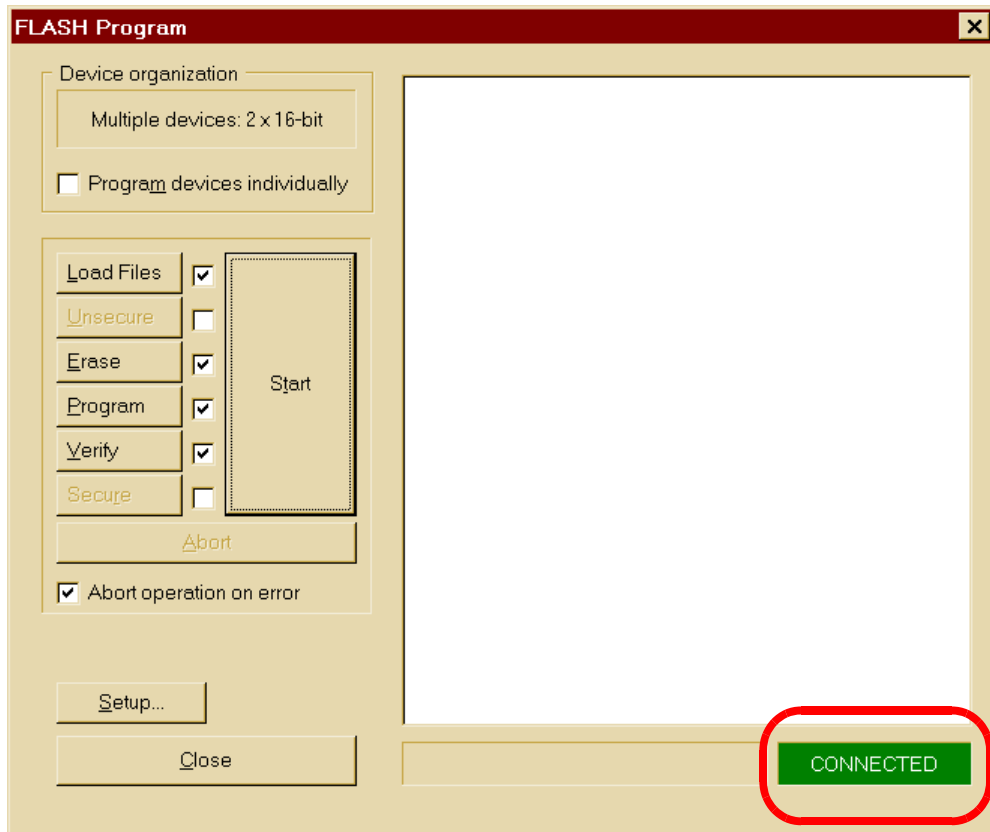 FLASH Program
Device organization
Multiple devices: 2 x 16-bit
Program devices individually
Load Files
Unsecure
Erase
Program
Verify
Secure
Start
Abort
Abort operation on error
Setup...
Close
CONNECTED